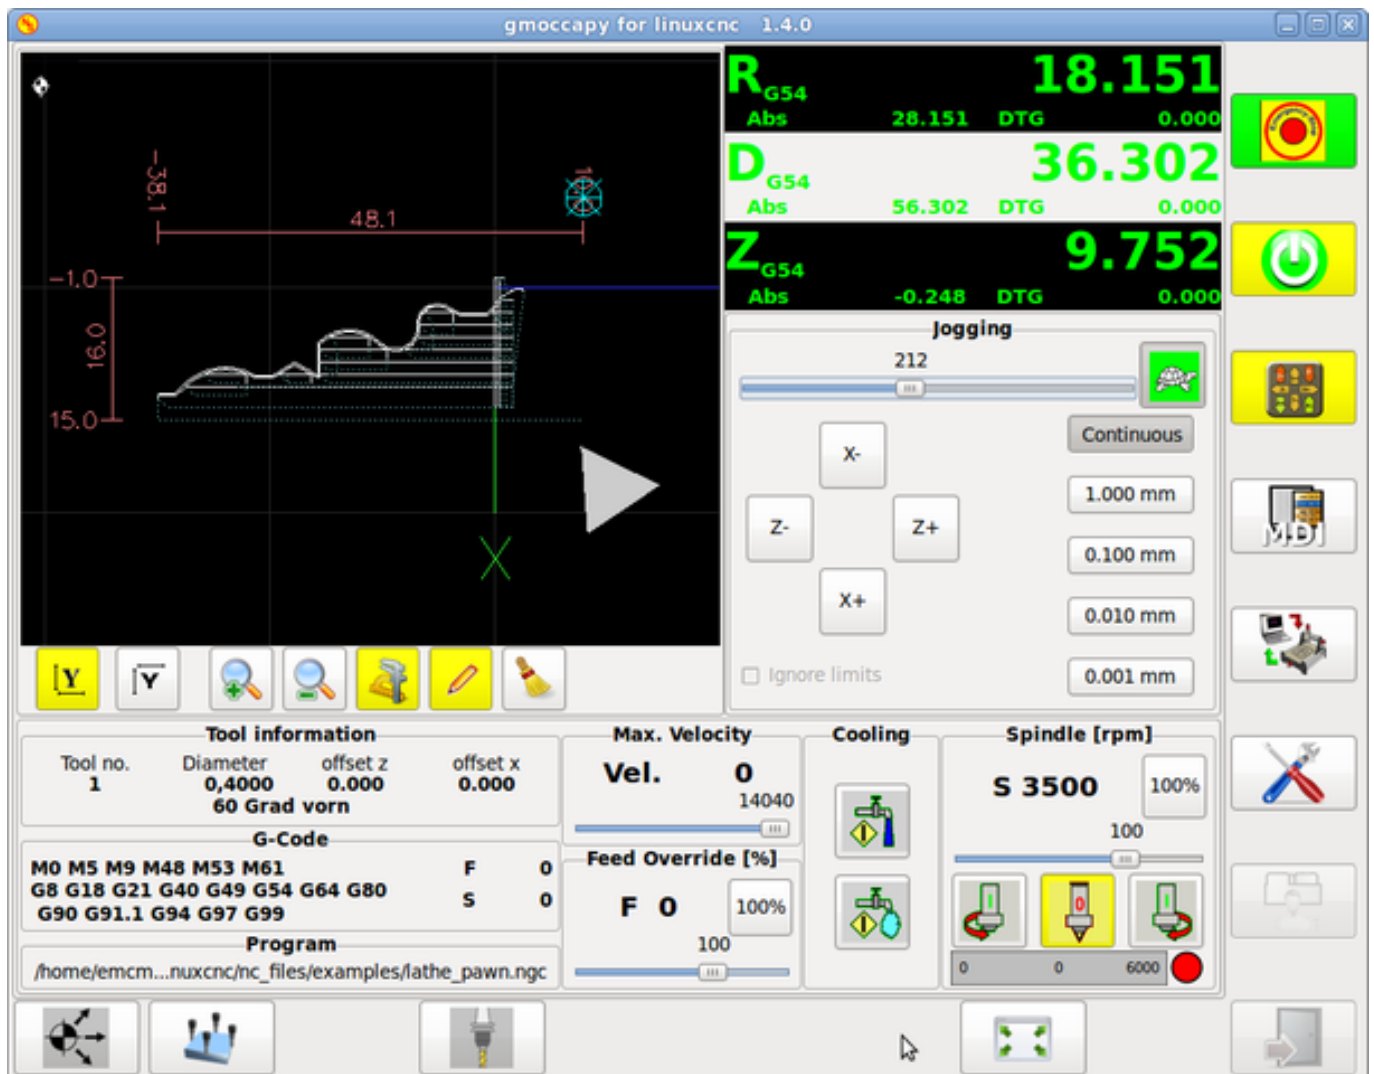 gmoccapy for linuxcnc 1.4.0
-38.1
48.1
-1.0
16.0
15.0
X
R G54 18.151
Abs 28.151 DTG 0.000
D G54 36.302
Abs 56.302 DTG 0.000
Z G54 9.752
Abs -0.248 DTG 0.000
Jogging
212
Continuous
X-
1.000 mm
Z- Z+
0.100 mm
X+
0.010 mm
Ignore limits
0.001 mm
Emergency Stop
MDI
Y Y
Tool information
Tool no. Diameter offset z offset x
1 0,4000 0.000 0.000
60 Grad vorn
G-Code
M0 M5 M9 M48 M53 M61 F 0
G8 G18 G21 G40 G49 G54 G64 G80 S 0
G90 G91.1 G94 G97 G99
Program
/home/emcm...nuxcnc/nc_files/examples/lathe_pawn.ngc
Max. Velocity
Vel. 0
14040
Feed Override [%]
F 0 100%
100
Cooling
Spindle [rpm]
S 3500 100%
100
I 0 I
0 0 6000